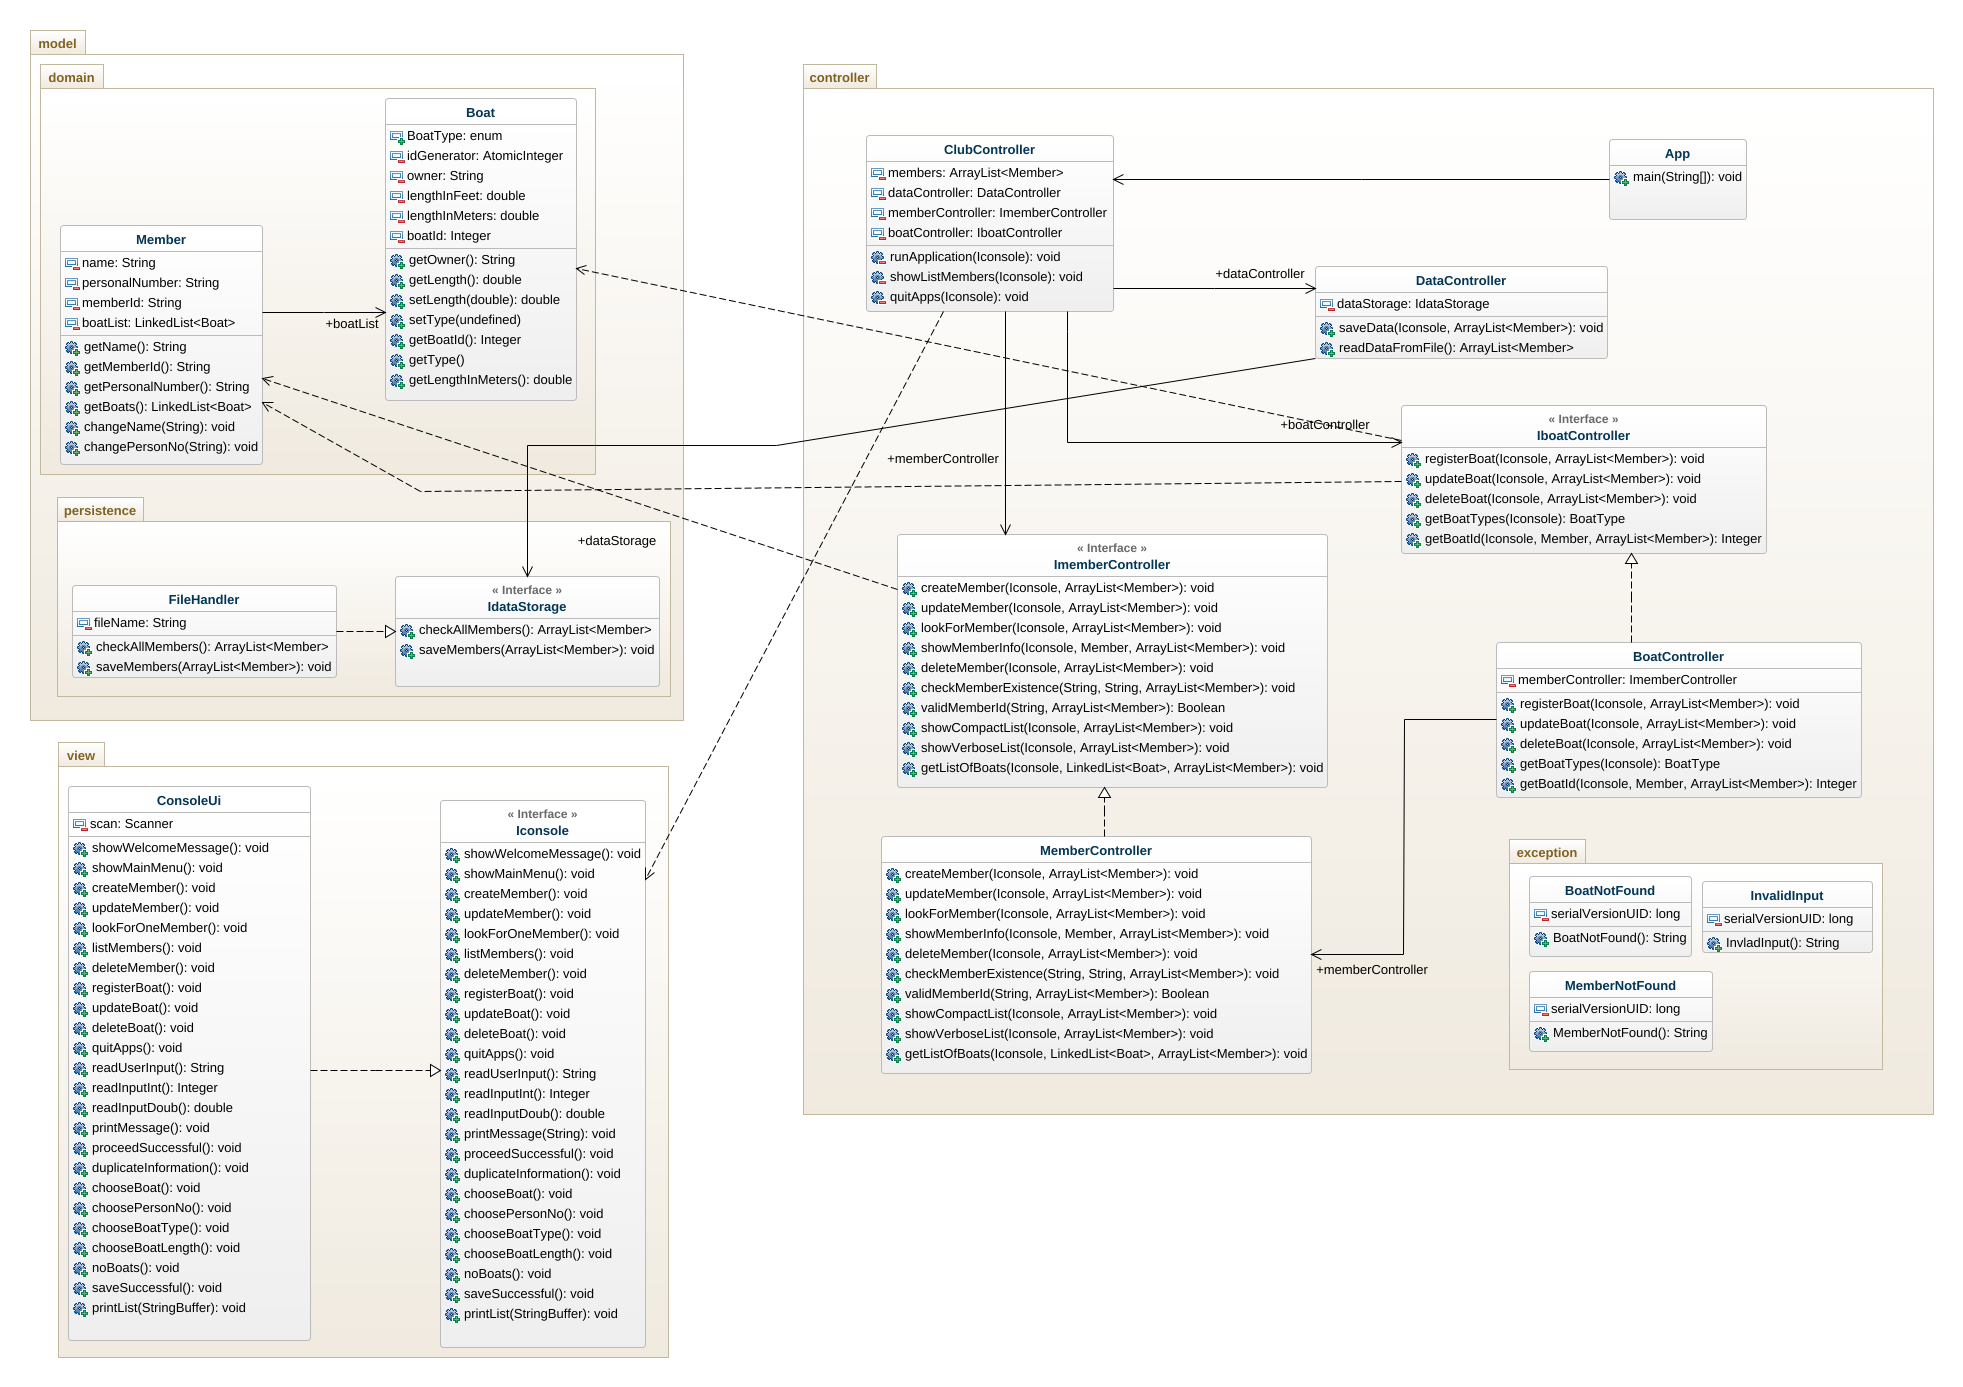 model
domain
Boat
BoatType: enum
idGenerator: AtomicInteger
owner: String
lengthInFeet: double
lengthInMeters: double
boatId: Integer
getOwner(): String
getLength(): double
setLength(double): double
setType(undefined)
getBoatId(): Integer
getType()
getLengthInMeters(): double
Member
name: String
personalNumber: String
memberId: String
boatList: LinkedList<Boat>
getName(): String
getMemberId(): String
getPersonalNumber(): String
getBoats(): LinkedList<Boat>
changeName(String): void
changePersonNo(String): void
+boatList
persistence
+dataStorage
FileHandler
fileName: String
checkAllMembers(): ArrayList<Member>
saveMembers(ArrayList<Member>): void
« Interface »
IdataStorage
checkAllMembers(): ArrayList<Member>
saveMembers(ArrayList<Member>): void
view
ConsoleUi
scan: Scanner
showWelcomeMessage(): void
showMainMenu(): void
createMember(): void
updateMember(): void
lookForOneMember(): void
listMembers(): void
deleteMember(): void
registerBoat(): void
updateBoat(): void
deleteBoat(): void
quitApps(): void
readUserInput(): String
readInputInt(): Integer
readInputDoub(): double
printMessage(): void
proceedSuccessful(): void
duplicateInformation(): void
chooseBoat(): void
choosePersonNo(): void
chooseBoatType(): void
chooseBoatLength(): void
noBoats(): void
saveSuccessful(): void
printList(StringBuffer): void
« Interface »
Iconsole
showWelcomeMessage(): void
showMainMenu(): void
createMember(): void
updateMember(): void
lookForOneMember(): void
listMembers(): void
deleteMember(): void
registerBoat(): void
updateBoat(): void
deleteBoat(): void
quitApps(): void
readUserInput(): String
readInputInt(): Integer
readInputDoub(): double
printMessage(String): void
proceedSuccessful(): void
duplicateInformation(): void
chooseBoat(): void
choosePersonNo(): void
chooseBoatType(): void
chooseBoatLength(): void
noBoats(): void
saveSuccessful(): void
printList(StringBuffer): void
controller
ClubController
members: ArrayList<Member>
dataController: DataController
memberController: ImemberController
boatController: IboatController
runApplication(Iconsole): void
showListMembers(Iconsole): void
quitApps(Iconsole): void
App
main(String[]): void
+dataController
DataController
dataStorage: IdataStorage
saveData(Iconsole, ArrayList<Member>): void
readDataFromFile(): ArrayList<Member>
+boatController
+memberController
« Interface »
IboatController
registerBoat(Iconsole, ArrayList<Member>): void
updateBoat(Iconsole, ArrayList<Member>): void
deleteBoat(Iconsole, ArrayList<Member>): void
getBoatTypes(Iconsole): BoatType
getBoatId(Iconsole, Member, ArrayList<Member>): Integer
« Interface »
ImemberController
createMember(Iconsole, ArrayList<Member>): void
updateMember(Iconsole, ArrayList<Member>): void
lookForMember(Iconsole, ArrayList<Member>): void
showMemberInfo(Iconsole, Member, ArrayList<Member>): void
deleteMember(Iconsole, ArrayList<Member>): void
checkMemberExistence(String, String, ArrayList<Member>): void
validMemberId(String, ArrayList<Member>): Boolean
showCompactList(Iconsole, ArrayList<Member>): void
showVerboseList(Iconsole, ArrayList<Member>): void
getListOfBoats(Iconsole, LinkedList<Boat>, ArrayList<Member>): void
BoatController
memberController: ImemberController
registerBoat(Iconsole, ArrayList<Member>): void
updateBoat(Iconsole, ArrayList<Member>): void
deleteBoat(Iconsole, ArrayList<Member>): void
getBoatTypes(Iconsole): BoatType
getBoatId(Iconsole, Member, ArrayList<Member>): Integer
MemberController
createMember(Iconsole, ArrayList<Member>): void
updateMember(Iconsole, ArrayList<Member>): void
lookForMember(Iconsole, ArrayList<Member>): void
showMemberInfo(Iconsole, Member, ArrayList<Member>): void
deleteMember(Iconsole, ArrayList<Member>): void
checkMemberExistence(String, String, ArrayList<Member>): void
validMemberId(String, ArrayList<Member>): Boolean
showCompactList(Iconsole, ArrayList<Member>): void
showVerboseList(Iconsole, ArrayList<Member>): void
getListOfBoats(Iconsole, LinkedList<Boat>, ArrayList<Member>): void
+memberController
exception
BoatNotFound
serialVersionUID: long
BoatNotFound(): String
InvalidInput
serialVersionUID: long
InvladInput(): String
MemberNotFound
serialVersionUID: long
MemberNotFound(): String